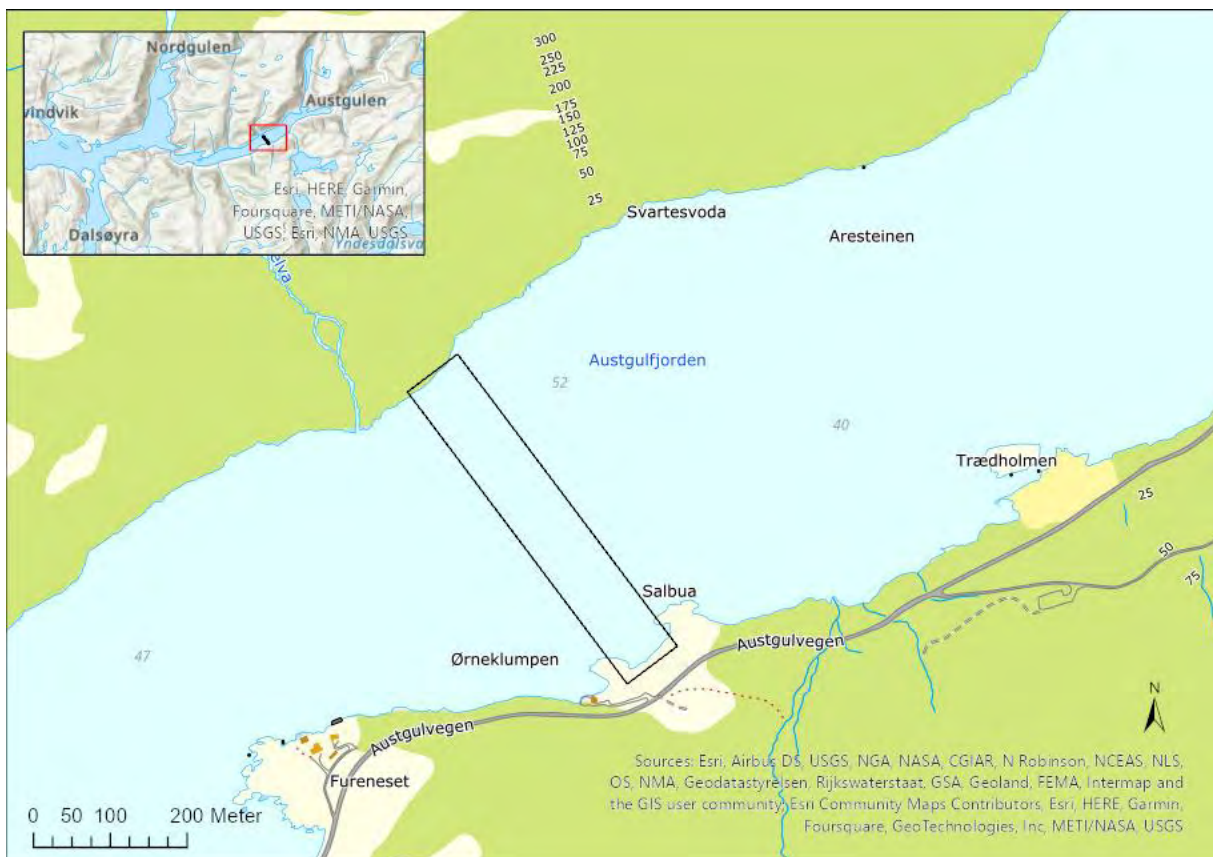 Nordgulen
Austgulen
vindvik
Esri, HERE, Garmin,
Foursquare, METI/NASA,
USGS, Esri, NMA, USGS
Dalsøyra
Yndesdalsva
elva
300
250
225
200
175
150
125
100
75
50
25
Svartesvoda
Aresteinen
Austgulfjorden
52
40
Trædholmen
25
50
75
Salbua
Austgulvegen
Ørneklumpen
47
Austgulvegen
Fureneset
N
Sources: Esri, Airbus DS, USGS, NGA, NASA, CGIAR, N Robinson, NCEAS, NLS,
OS, NMA, Geodatastyrelsen, Rijkswaterstaat, GSA, Geoland, FEMA, Intermap and
the GIS user community, Esri Community Maps Contributors, Esri, HERE, Garmin,
Foursquare, GeoTechnologies, Inc, METI/NASA, USGS
0 50 100 200 Meter